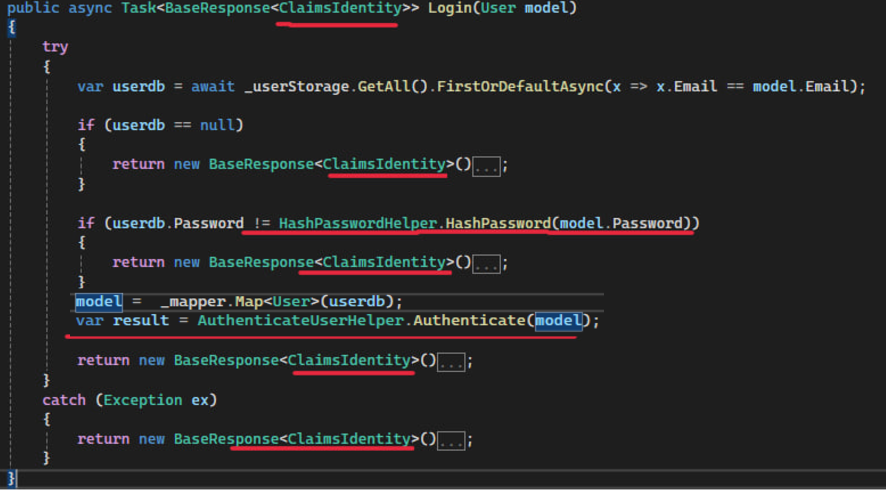 public async Task<BaseResponse<ClaimsIdentity>> Login(User model)
{
try
{
var userdb = await _userStorage.GetAll().FirstOrDefaultAsync(x => x.Email == model.Email);
if (userdb == null)
{
return new BaseResponse<ClaimsIdentity>()...;
}
if (userdb.Password != HashPasswordHelper.HashPassword(model.Password))
{
return new BaseResponse<ClaimsIdentity>()...;
}
model = _mapper.Map<User>(userdb);
var result = AuthenticateUserHelper.Authenticate(model);
return new BaseResponse<ClaimsIdentity>()...;
}
catch (Exception ex)
{
return new BaseResponse<ClaimsIdentity>()...;
}
}